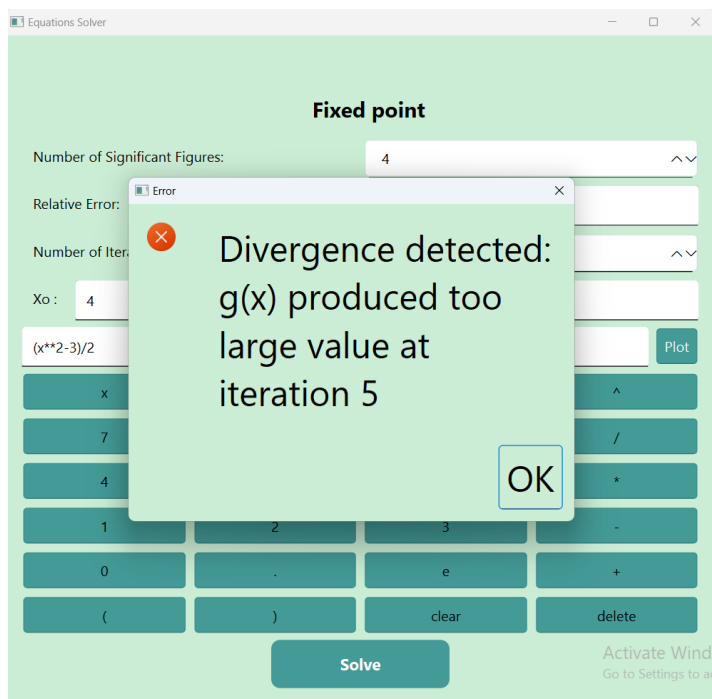 Equations Solver
Fixed point
Number of Significant Figures:
4
Relative Error:
Number of
Xo :
4
(x**2-3)/2
Plot
Error
Divergence detected:
g(x) produced too
large value at
iteration 5
OK
x
^
7
/
4
*
1
2
3
-
0
.
e
+
(
)
clear
delete
Solve
Activate Wind
Go to Settings to a